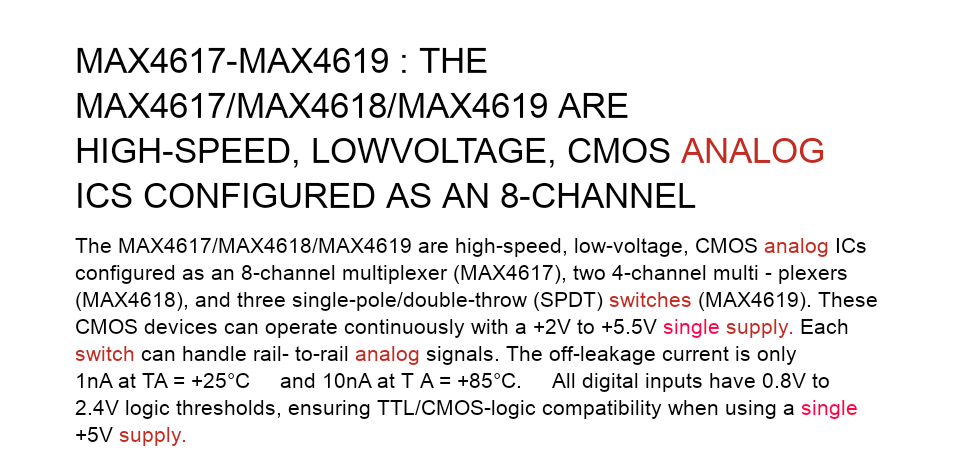 MAX4617-MAX4619 : THE
MAX4617/MAX4618/MAX4619 ARE
HIGH-SPEED, LOWVOLTAGE, CMOS ANALOG
ICS CONFIGURED AS AN 8-CHANNEL
The MAX4617/MAX4618/MAX4619 are high-speed, low-voltage, CMOS analog ICs
configured as an 8-channel multiplexer (MAX4617), two 4-channel multi - plexers
(MAX4618), and three single-pole/double-throw (SPDT) switches (MAX4619). These
CMOS devices can operate continuously with a +2V to +5.5V single supply. Each
switch can handle rail- to-rail analog signals. The off-leakage current is only
1nA at TA = +25°C and 10nA at T A = +85°C. All digital inputs have 0.8V to
2.4V logic thresholds, ensuring TTL/CMOS-logic compatibility when using a single
+5V supply.